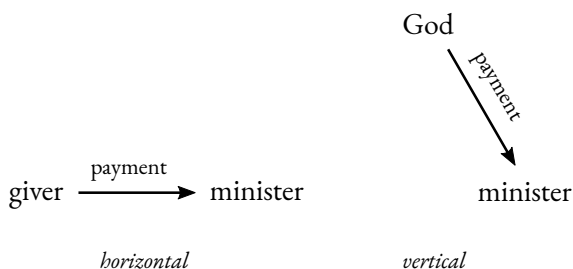 God
payment
payment
giver
minister
minister
horizontal
vertical